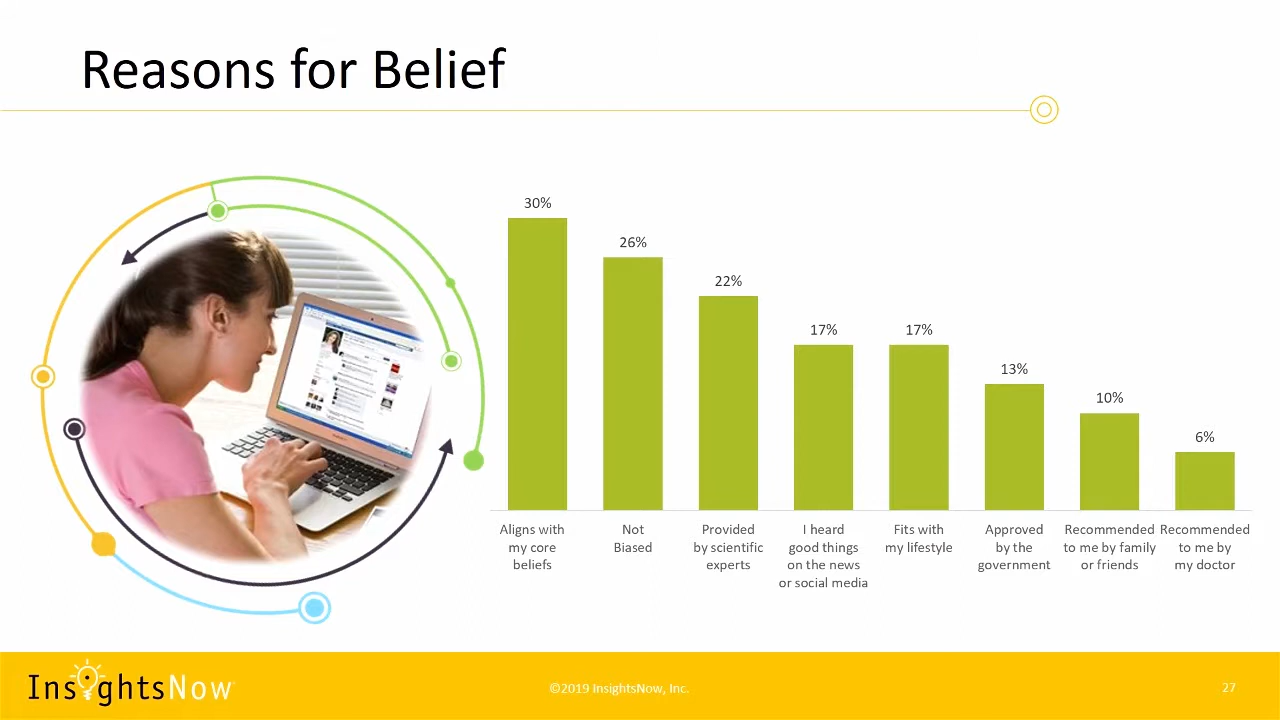 Reasons for Belief
30%
26%
22%
17%
17%
13%
10%
6%
Aligns with
my core
beliefs
Not
Biased
Provided
by scientific
experts
I heard
good things
on the news
or social media
Fits with
my lifestyle
Approved
by the
government
Recommended
to me by family
or friends
Recommended
to me by
my doctor
InsightsNow
©2019 InsightsNow, Inc.
27